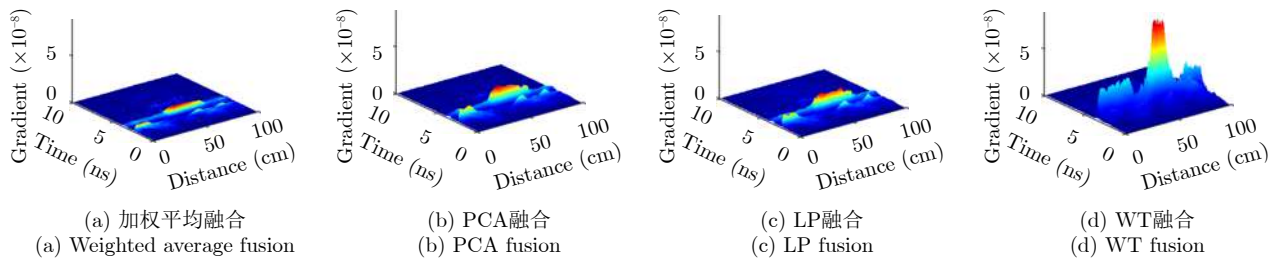 Gradient (×10⁻⁸)
5
0
10
5
0
Time (ns)
0
50
100
Distance (cm)
(a) 加权平均融合
(a) Weighted average fusion
Gradient (×10⁻⁸)
5
0
10
5
0
Time (ns)
0
50
100
Distance (cm)
(b) PCA融合
(b) PCA fusion
Gradient (×10⁻⁸)
5
0
10
5
0
Time (ns)
0
50
100
Distance (cm)
(c) LP融合
(c) LP fusion
Gradient (×10⁻⁸)
5
0
10
5
0
Time (ns)
0
50
100
Distance (cm)
(d) WT融合
(d) WT fusion